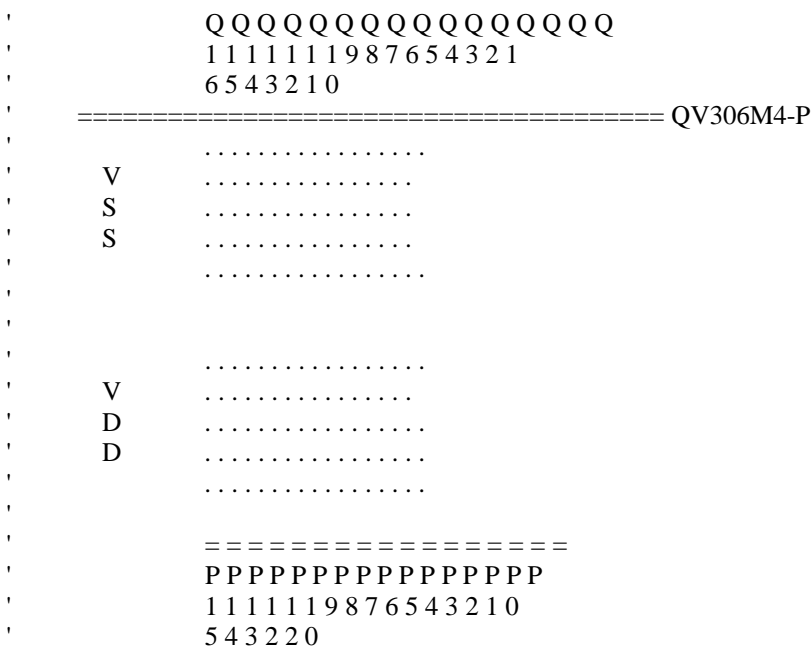 ' Q Q Q Q Q Q Q Q Q Q Q Q Q Q Q Q
' 1 1 1 1 1 1 1 9 8 7 6 5 4 3 2 1
' 6 5 4 3 2 1 0
' ======================================= QV306M4-P
' . . . . . . . . . . . . . . . . .
' V . . . . . . . . . . . . . . . .
' S . . . . . . . . . . . . . . . .
' S . . . . . . . . . . . . . . . .
' . . . . . . . . . . . . . . . . .
'
'
' . . . . . . . . . . . . . . . . .
' V . . . . . . . . . . . . . . . .
' D . . . . . . . . . . . . . . . . .
' D . . . . . . . . . . . . . . . . .
' . . . . . . . . . . . . . . . . .
'
' = = = = = = = = = = = = = = = = =
' P P P P P P P P P P P P P P P P
' 1 1 1 1 1 1 9 8 7 6 5 4 3 2 1 0
' 5 4 3 2 2 0